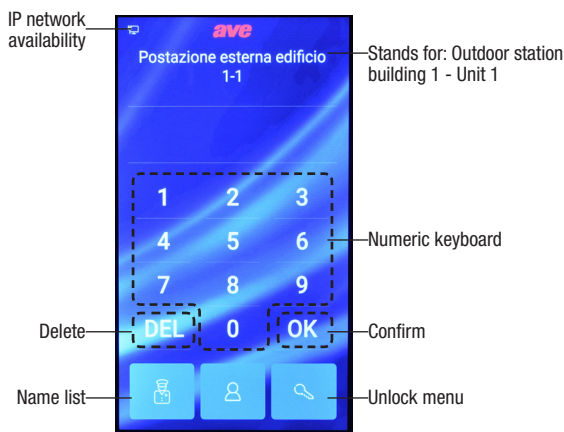 IP network
availability
ave
Postazione esterna edificio
1-1
Stands for: Outdoor station
building 1 - Unit 1
1 2 3
4 5 6
Numeric keyboard
7 8 9
Delete
DEL 0 OK
Confirm
Name list
Unlock menu